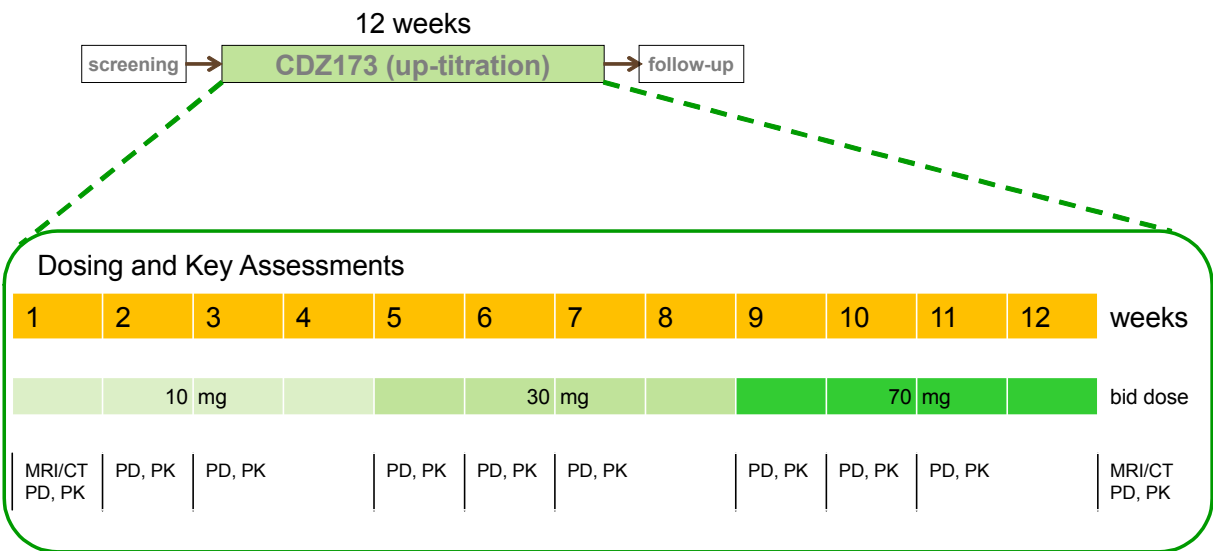 12 weeks
screening
CDZ173 (up-titration)
follow-up
Dosing and Key Assessments
1 2 3 4 5 6 7 8 9 10 11 12 weeks
10 mg 30 mg 70 mg bid dose
MRI/CT PD, PK PD, PK PD, PK PD, PK PD, PK PD, PK PD, PK PD, PK MRI/CT
PD, PK PD, PK